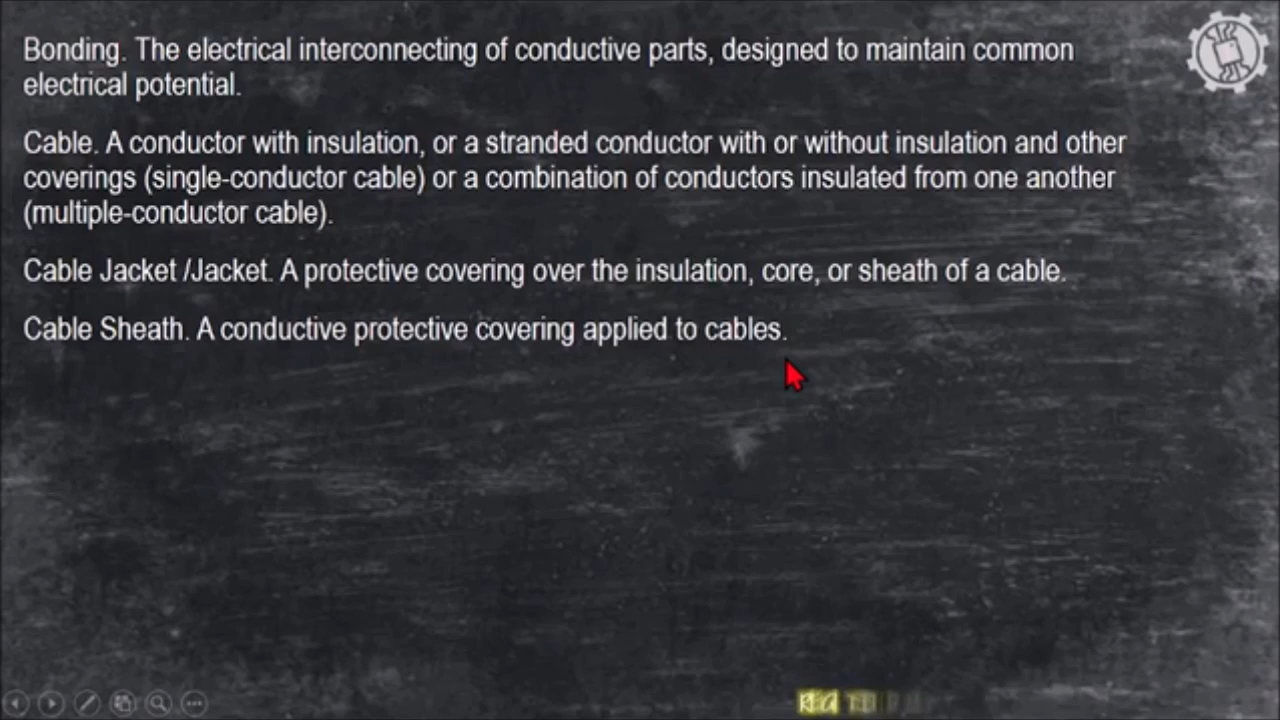 Bonding. The electrical interconnecting of conductive parts, designed to maintain common
electrical potential.
Cable. A conductor with insulation, or a stranded conductor with or without insulation and other
coverings (single-conductor cable) or a combination of conductors insulated from one another
(multiple-conductor cable).
Cable Jacket /Jacket. A protective covering over the insulation, core, or sheath of a cable.
Cable Sheath. A conductive protective covering applied to cables.